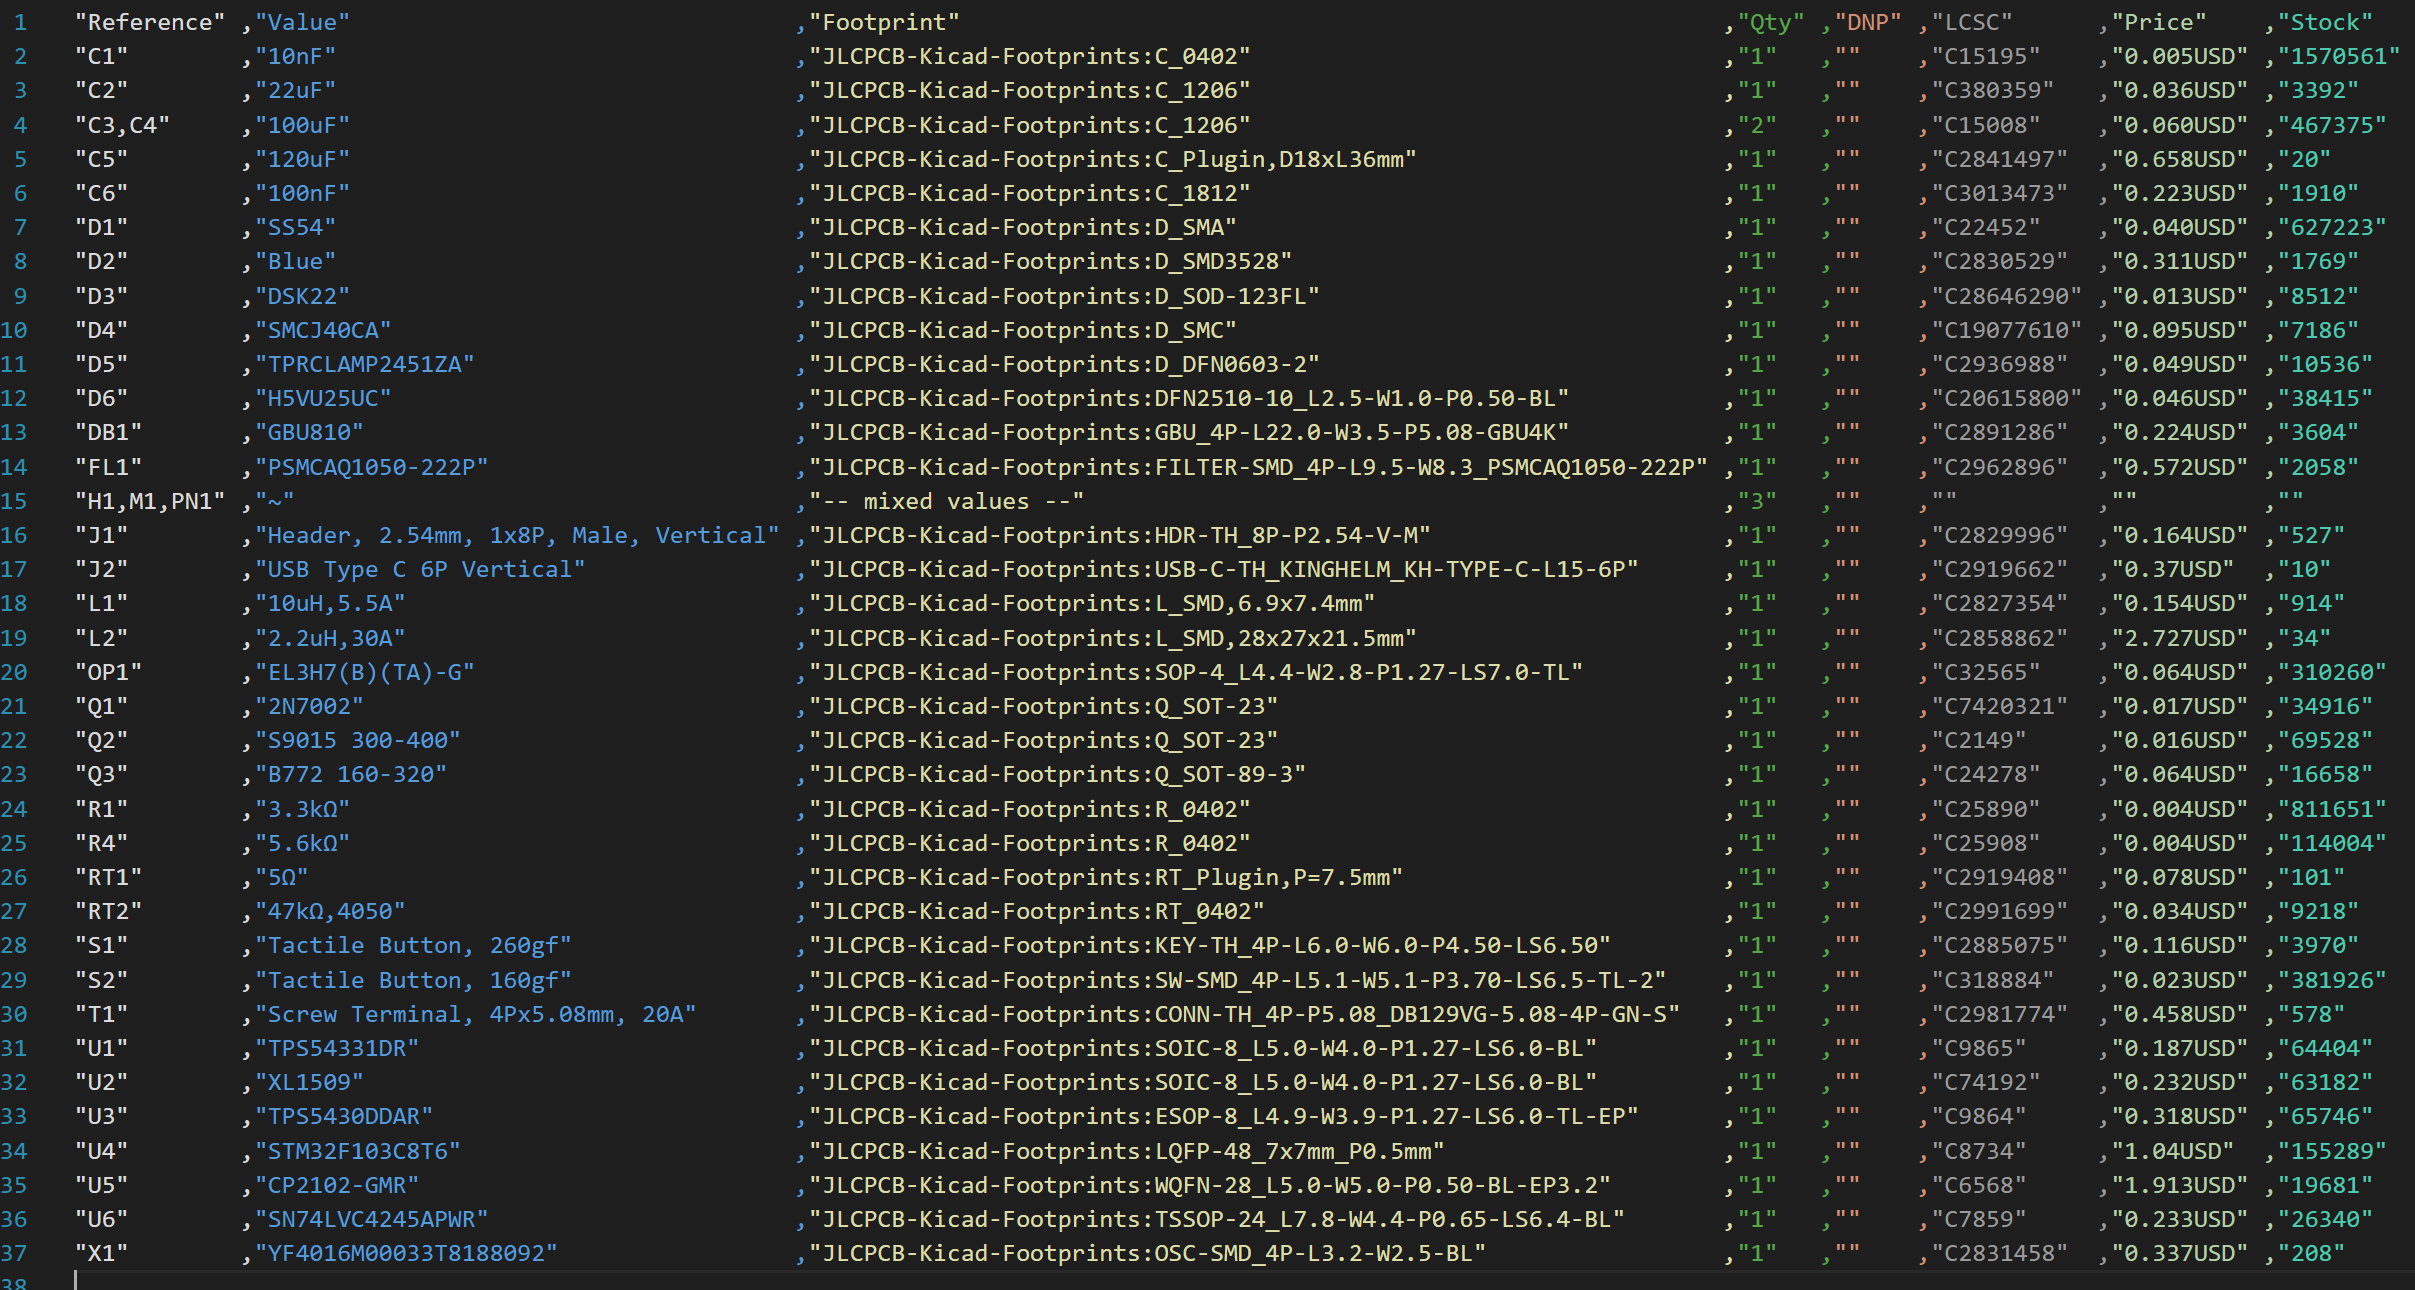 1 "Reference" ,"Value" ,"Footprint" ,"Qty" ,"DNP" ,"LCSC" ,"Price" ,"Stock"
2 "C1" ,"10nF" ,"JLCPCB-Kicad-Footprints:C_0402" ,"1" ,"" ,"C15195" ,"0.005USD" ,"1570561"
3 "C2" ,"22uF" ,"JLCPCB-Kicad-Footprints:C_1206" ,"1" ,"" ,"C380359" ,"0.036USD" ,"3392"
4 "C3,C4" ,"100uF" ,"JLCPCB-Kicad-Footprints:C_1206" ,"2" ,"" ,"C15008" ,"0.060USD" ,"467375"
5 "C5" ,"120uF" ,"JLCPCB-Kicad-Footprints:C_Plugin,D18xL36mm" ,"1" ,"" ,"C2841497" ,"0.658USD" ,"20"
6 "C6" ,"100nF" ,"JLCPCB-Kicad-Footprints:C_1812" ,"1" ,"" ,"C3013473" ,"0.223USD" ,"1910"
7 "D1" ,"SS54" ,"JLCPCB-Kicad-Footprints:D_SMA" ,"1" ,"" ,"C22452" ,"0.040USD" ,"627223"
8 "D2" ,"Blue" ,"JLCPCB-Kicad-Footprints:D_SMD3528" ,"1" ,"" ,"C2830529" ,"0.311USD" ,"1769"
9 "D3" ,"DSK22" ,"JLCPCB-Kicad-Footprints:D_SOD-123FL" ,"1" ,"" ,"C28646290" ,"0.013USD" ,"8512"
10 "D4" ,"SMCJ40CA" ,"JLCPCB-Kicad-Footprints:D_SMC" ,"1" ,"" ,"C19077610" ,"0.095USD" ,"7186"
11 "D5" ,"TPRCLAMP2451ZA" ,"JLCPCB-Kicad-Footprints:D_DFN0603-2" ,"1" ,"" ,"C2936988" ,"0.049USD" ,"10536"
12 "D6" ,"H5VU25UC" ,"JLCPCB-Kicad-Footprints:DFN2510-10_L2.5-W1.0-P0.50-BL" ,"1" ,"" ,"C20615800" ,"0.046USD" ,"38415"
13 "DB1" ,"GBU810" ,"JLCPCB-Kicad-Footprints:GBU_4P-L22.0-W3.5-P5.08-GBU4K" ,"1" ,"" ,"C2891286" ,"0.224USD" ,"3604"
14 "FL1" ,"PSMCAQ1050-222P" ,"JLCPCB-Kicad-Footprints:FILTER-SMD_4P-L9.5-W8.3_PSMCAQ1050-222P" ,"1" ,"" ,"C2962896" ,"0.572USD" ,"2058"
15 "H1,M1,PN1" ,"~" ,"-- mixed values --" ,"3" ,"" ,"" ,"" ,""
16 "J1" ,"Header, 2.54mm, 1x8P, Male, Vertical" ,"JLCPCB-Kicad-Footprints:HDR-TH_8P-P2.54-V-M" ,"1" ,"" ,"C2829996" ,"0.164USD" ,"527"
17 "J2" ,"USB Type C 6P Vertical" ,"JLCPCB-Kicad-Footprints:USB-C-TH_KINGHELM_KH-TYPE-C-L15-6P" ,"1" ,"" ,"C2919662" ,"0.37USD" ,"10"
18 "L1" ,"10uH,5.5A" ,"JLCPCB-Kicad-Footprints:L_SMD,6.9x7.4mm" ,"1" ,"" ,"C2827354" ,"0.154USD" ,"914"
19 "L2" ,"2.2uH,30A" ,"JLCPCB-Kicad-Footprints:L_SMD,28x27x21.5mm" ,"1" ,"" ,"C2858862" ,"2.727USD" ,"34"
20 "OP1" ,"EL3H7(B)(TA)-G" ,"JLCPCB-Kicad-Footprints:SOP-4_L4.4-W2.8-P1.27-LS7.0-TL" ,"1" ,"" ,"C32565" ,"0.064USD" ,"310260"
21 "Q1" ,"2N7002" ,"JLCPCB-Kicad-Footprints:Q_SOT-23" ,"1" ,"" ,"C7420321" ,"0.017USD" ,"34916"
22 "Q2" ,"S9015 300-400" ,"JLCPCB-Kicad-Footprints:Q_SOT-23" ,"1" ,"" ,"C2149" ,"0.016USD" ,"69528"
23 "Q3" ,"B772 160-320" ,"JLCPCB-Kicad-Footprints:Q_SOT-89-3" ,"1" ,"" ,"C24278" ,"0.064USD" ,"16658"
24 "R1" ,"3.3kΩ" ,"JLCPCB-Kicad-Footprints:R_0402" ,"1" ,"" ,"C25890" ,"0.004USD" ,"811651"
25 "R4" ,"5.6kΩ" ,"JLCPCB-Kicad-Footprints:R_0402" ,"1" ,"" ,"C25908" ,"0.004USD" ,"114004"
26 "RT1" ,"5Ω" ,"JLCPCB-Kicad-Footprints:RT_Plugin,P=7.5mm" ,"1" ,"" ,"C2919408" ,"0.078USD" ,"101"
27 "RT2" ,"47kΩ,4050" ,"JLCPCB-Kicad-Footprints:RT_0402" ,"1" ,"" ,"C2991699" ,"0.034USD" ,"9218"
28 "S1" ,"Tactile Button, 260gf" ,"JLCPCB-Kicad-Footprints:KEY-TH_4P-L6.0-W6.0-P4.50-LS6.50" ,"1" ,"" ,"C2885075" ,"0.116USD" ,"3970"
29 "S2" ,"Tactile Button, 160gf" ,"JLCPCB-Kicad-Footprints:SW-SMD_4P-L5.1-W5.1-P3.70-LS6.5-TL-2" ,"1" ,"" ,"C318884" ,"0.023USD" ,"381926"
30 "T1" ,"Screw Terminal, 4Px5.08mm, 20A" ,"JLCPCB-Kicad-Footprints:CONN-TH_4P-P5.08_DB129VG-5.08-4P-GN-S" ,"1" ,"" ,"C2981774" ,"0.458USD" ,"578"
31 "U1" ,"TPS54331DR" ,"JLCPCB-Kicad-Footprints:SOIC-8_L5.0-W4.0-P1.27-LS6.0-BL" ,"1" ,"" ,"C9865" ,"0.187USD" ,"64404"
32 "U2" ,"XL1509" ,"JLCPCB-Kicad-Footprints:SOIC-8_L5.0-W4.0-P1.27-LS6.0-BL" ,"1" ,"" ,"C74192" ,"0.232USD" ,"63182"
33 "U3" ,"TPS5430DDAR" ,"JLCPCB-Kicad-Footprints:ESOP-8_L4.9-W3.9-P1.27-LS6.0-TL-EP" ,"1" ,"" ,"C9864" ,"0.318USD" ,"65746"
34 "U4" ,"STM32F103C8T6" ,"JLCPCB-Kicad-Footprints:LQFP-48_7x7mm_P0.5mm" ,"1" ,"" ,"C8734" ,"1.04USD" ,"155289"
35 "U5" ,"CP2102-GMR" ,"JLCPCB-Kicad-Footprints:WQFN-28_L5.0-W5.0-P0.50-BL-EP3.2" ,"1" ,"" ,"C6568" ,"1.913USD" ,"19681"
36 "U6" ,"SN74LVC4245APWR" ,"JLCPCB-Kicad-Footprints:TSSOP-24_L7.8-W4.4-P0.65-LS6.4-BL" ,"1" ,"" ,"C7859" ,"0.233USD" ,"26340"
37 "X1" ,"YF4016M00033T8188092" ,"JLCPCB-Kicad-Footprints:OSC-SMD_4P-L3.2-W2.5-BL" ,"1" ,"" ,"C2831458" ,"0.337USD" ,"208"
38